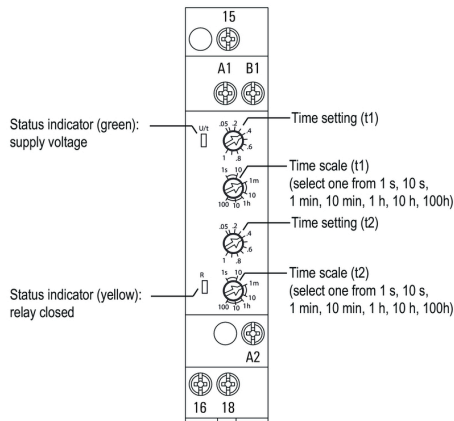 15
A1 B1
Status indicator (green):
supply voltage
U/t
.05 .2 .4
.6
1 .8
Time setting (t1)
1s 10
1m
10
100 10 1h
Time scale (t1)
(select one from 1 s, 10 s,
1 min, 10 min, 1 h, 10 h, 100h)
.05 .2 .4
.6
1 .8
Time setting (t2)
Status indicator (yellow):
relay closed
R
1s 10
1m
10
100 10 1h
Time scale (t2)
(select one from 1 s, 10 s,
1 min, 10 min, 1 h, 10 h, 100h)
A2
16 18